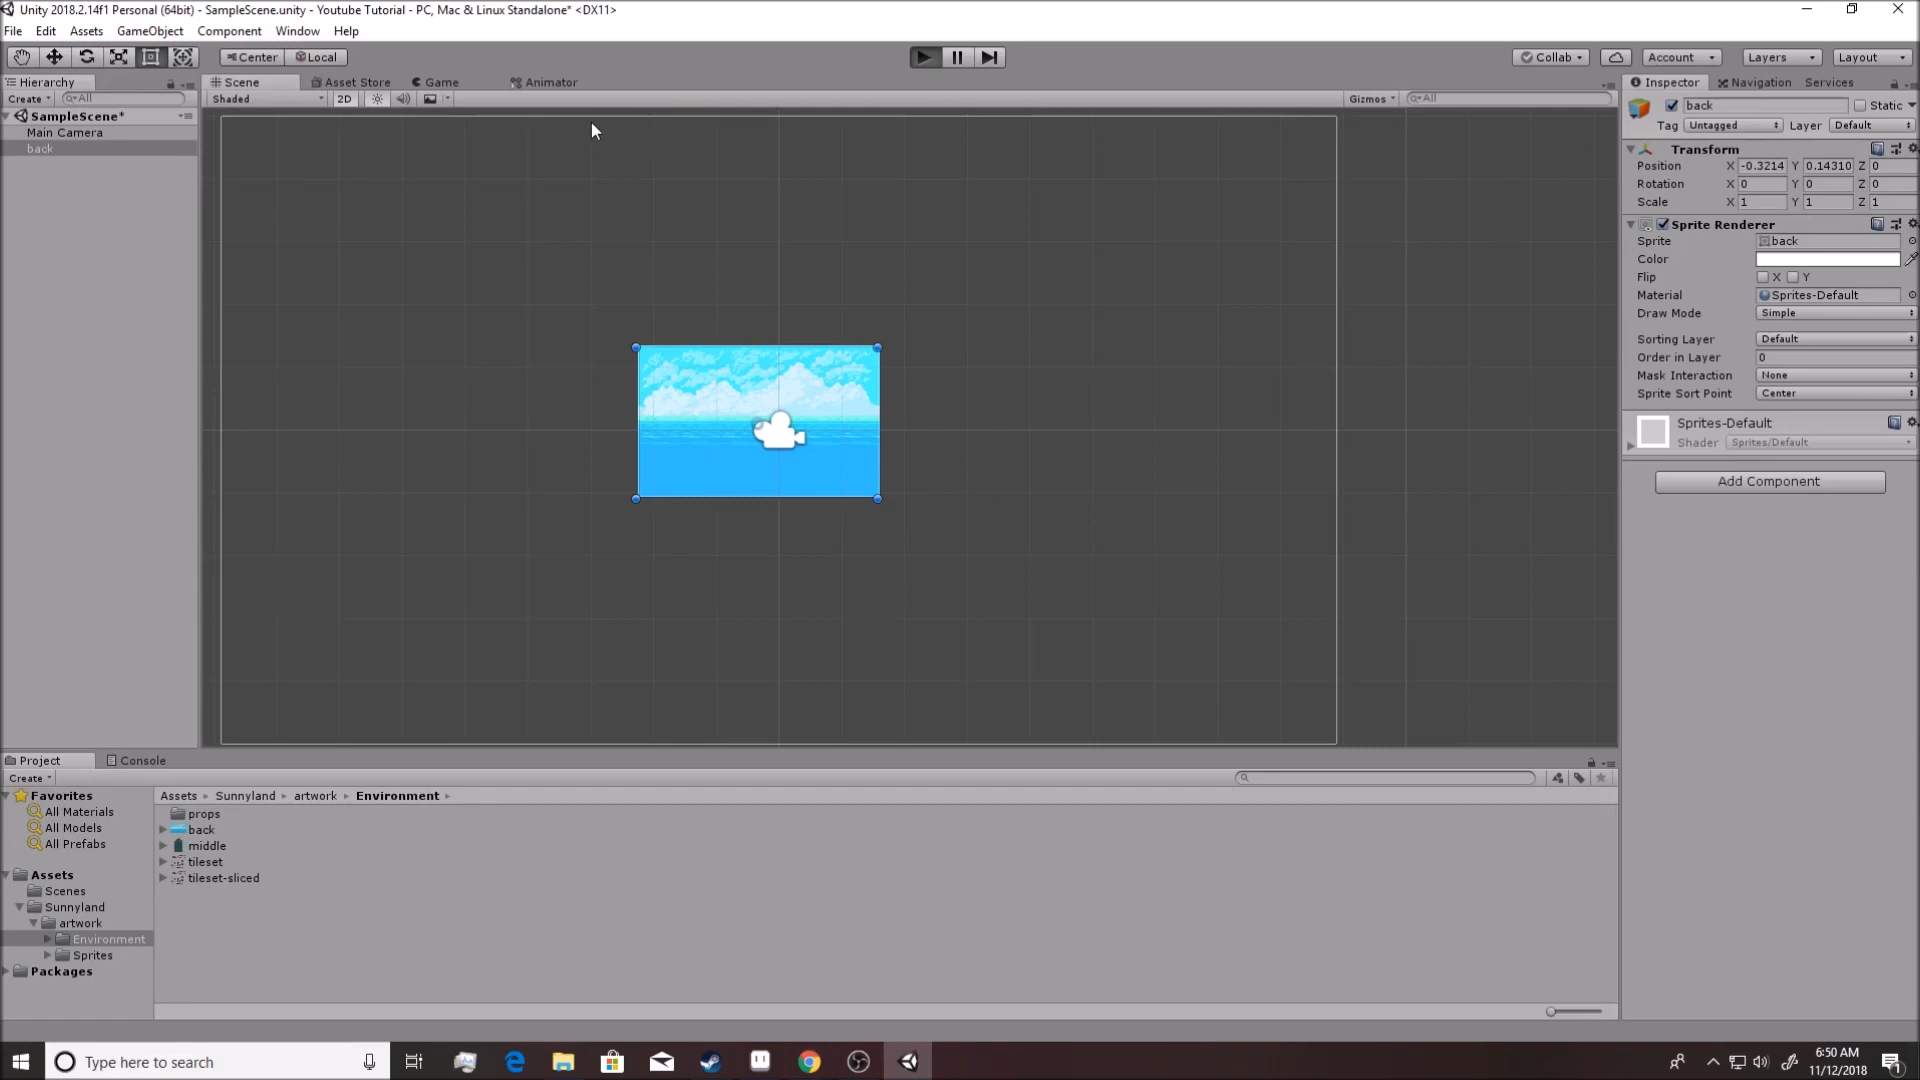 Unity 2018.2.14f1 Personal (64bit) - SampleScene.unity - Youtube Tutorial - PC, Mac & Linux Standalone* <DX11>
File Edit Assets GameObject Component Window Help
Center Local Collab Account Layers Layout
Hierarchy Scene Asset Store Game Animator Inspector Navigation Services
Create All Shaded 2D Gizmos All back Static
SampleScene*
Main Camera
back
Tag Untagged Layer Default
Transform
Position X -0.3214 Y 0.14310 Z 0
Rotation X 0 Y 0 Z 0
Scale X 1 Y 1 Z 1
Sprite Renderer
Sprite back
Color
Flip X Y
Material Sprites-Default
Draw Mode Simple
Sorting Layer Default
Order in Layer 0
Mask Interaction None
Sprite Sort Point Center
Sprites-Default
Shader Sprites/Default
Add Component
Project Console
Create
Favorites
All Materials
All Models
All Prefabs
Assets
Scenes
Sunnyland
artwork
Environment
Sprites
Packages
Assets Sunnyland artwork Environment
props
back
middle
tileset
tileset-sliced
Type here to search
6:50 AM
11/12/2018
1